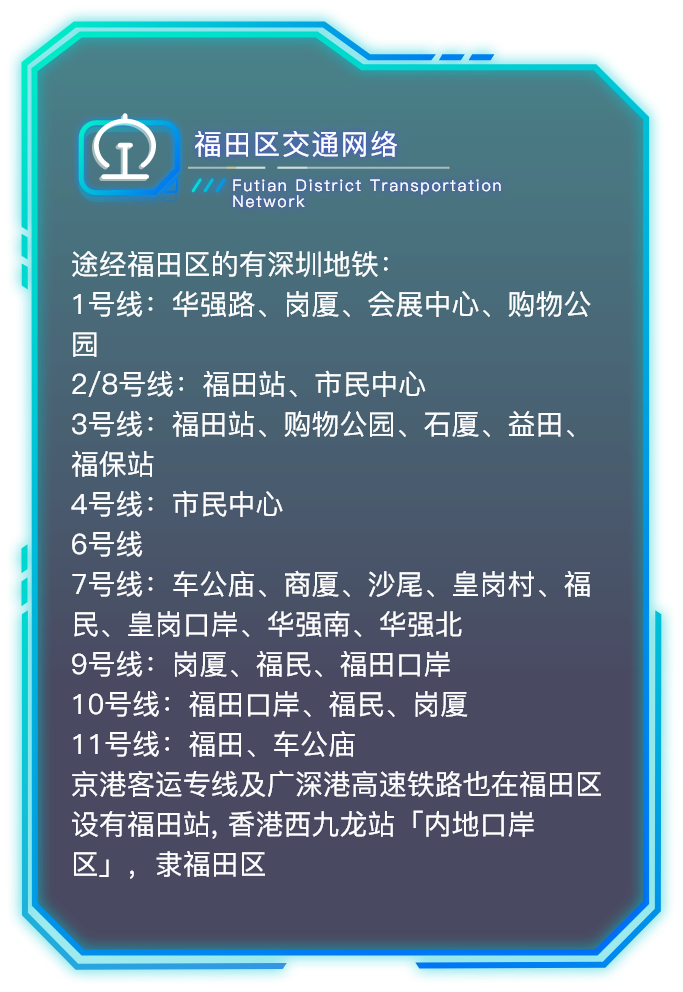 福田区交通网络
Futian District Transportation
Network
途经福田区的有深圳地铁：
1号线：华强路、岗厦、会展中心、购物公
园
2/8号线：福田站、市民中心
3号线：福田站、购物公园、石厦、益田、
福保站
4号线：市民中心
6号线
7号线：车公庙、商厦、沙尾、皇岗村、福
民、皇岗口岸、华强南、华强北
9号线：岗厦、福民、福田口岸
10号线：福田口岸、福民、岗厦
11号线：福田、车公庙
京港客运专线及广深港高速铁路也在福田区
设有福田站, 香港西九龙站「内地口岸
区」，隶福田区